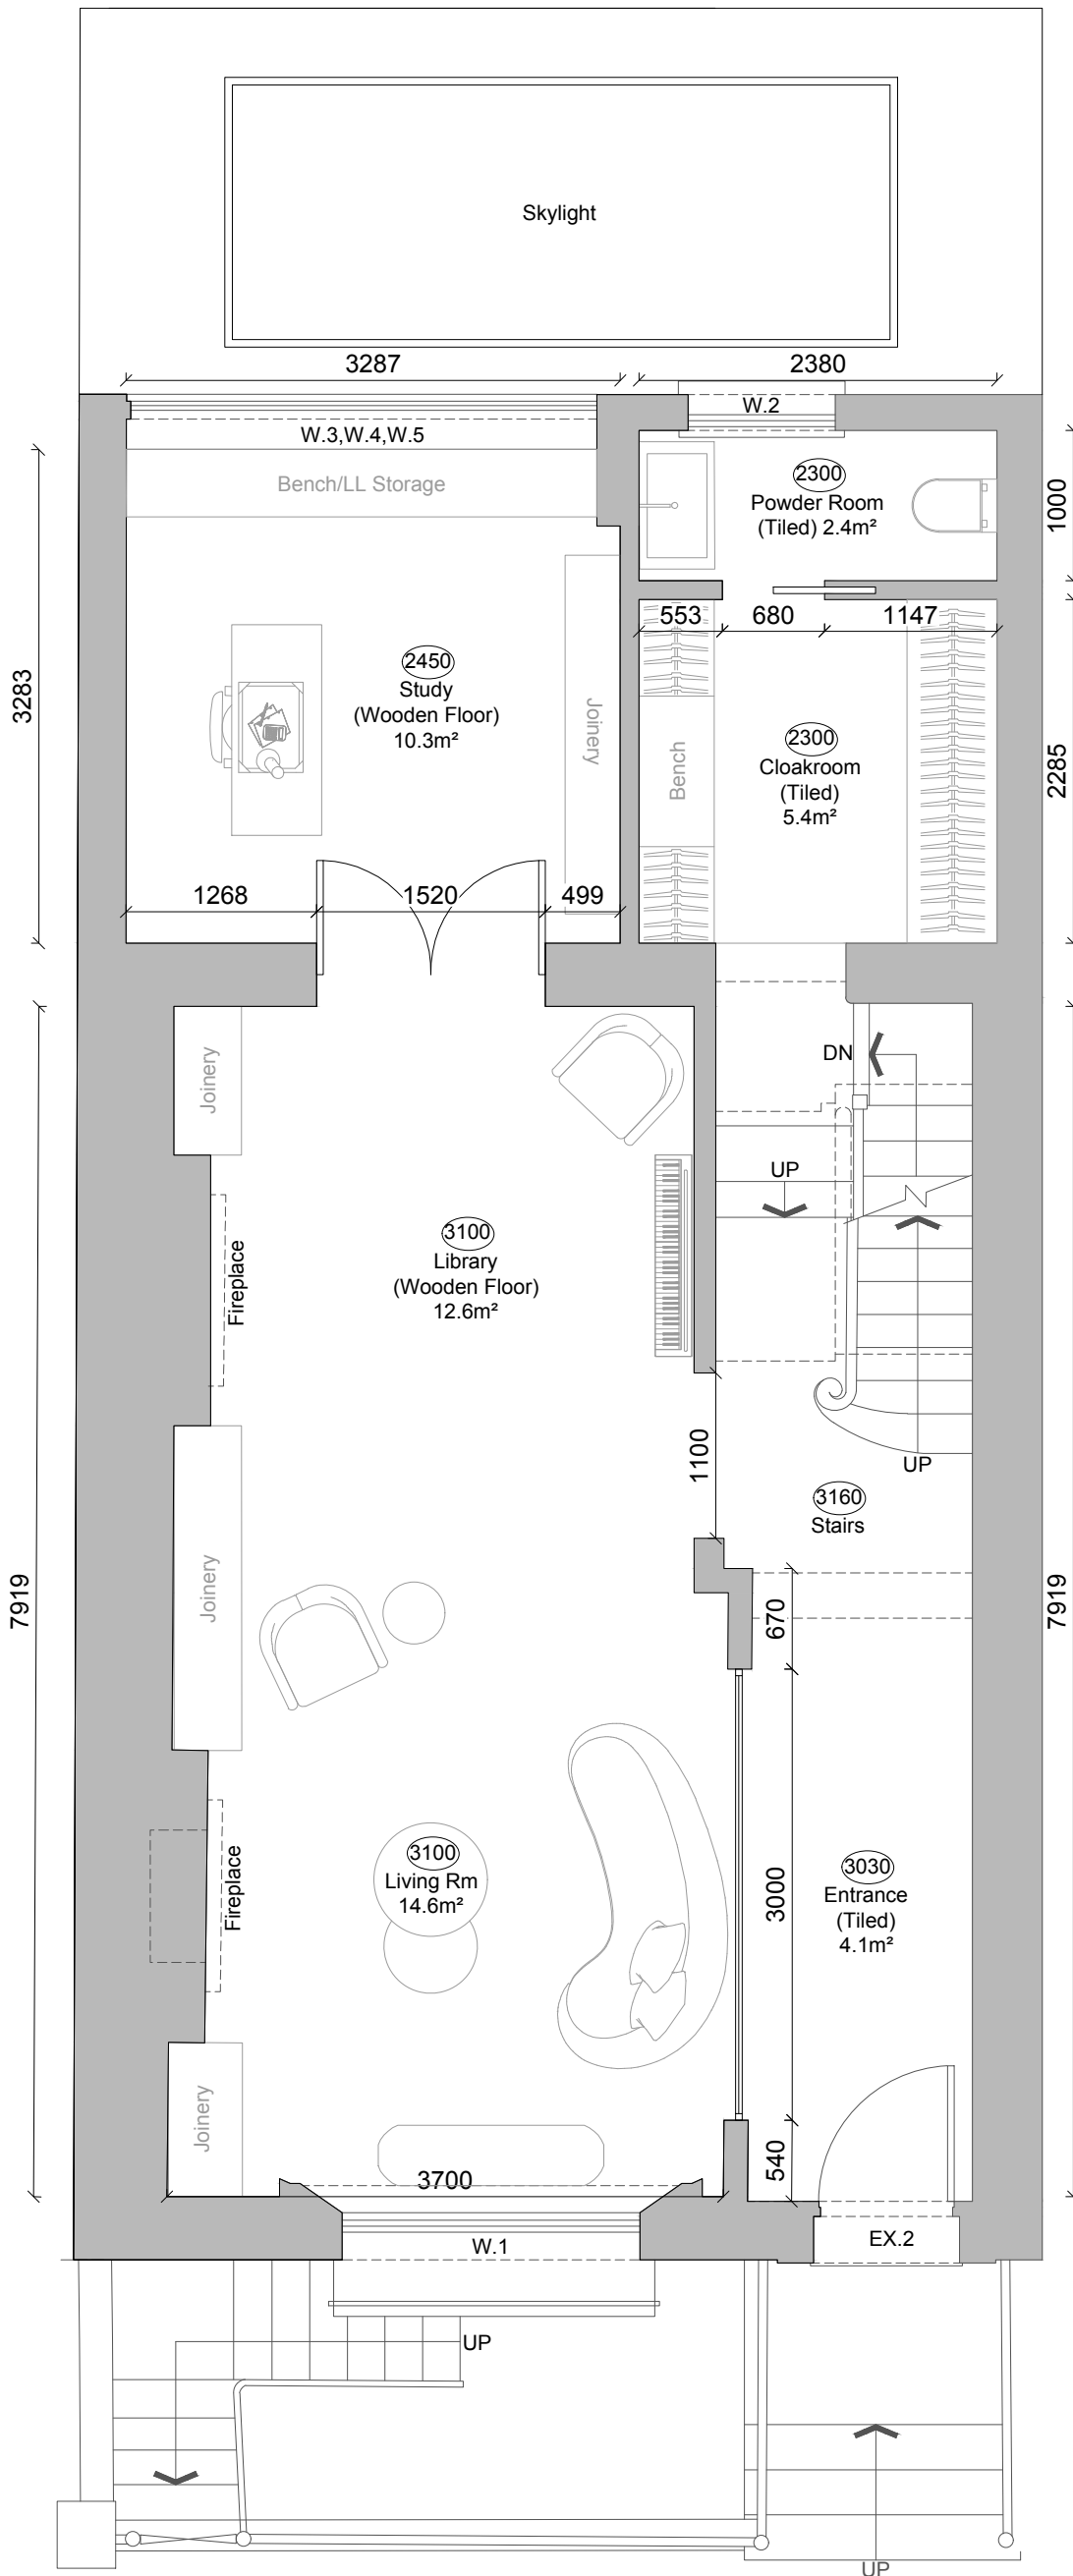 Skylight
3287
2380
W.2
W.3,W.4,W.5
Bench/LL Storage
2300
Powder Room
(Tiled) 2.4m²
1000
553
680
1147
3283
2450
Study
(Wooden Floor)
10.3m²
Joinery
Bench
2300
Cloakroom
(Tiled)
5.4m²
2285
1268
1520
499
Joinery
DN
UP
3100
Library
(Wooden Floor)
12.6m²
Fireplace
1100
UP
3160
Stairs
7919
Joinery
670
7919
3100
Living Rm
14.6m²
Fireplace
3000
3030
Entrance
(Tiled)
4.1m²
Joinery
540
3700
W.1
EX.2
UP
UP